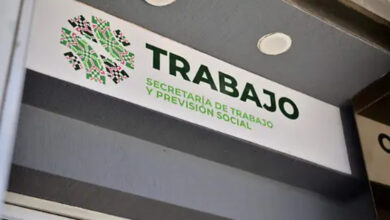 TRABAJO
SECRETARÍA DE TRABAJO
Y PREVISIÓN SOCIAL